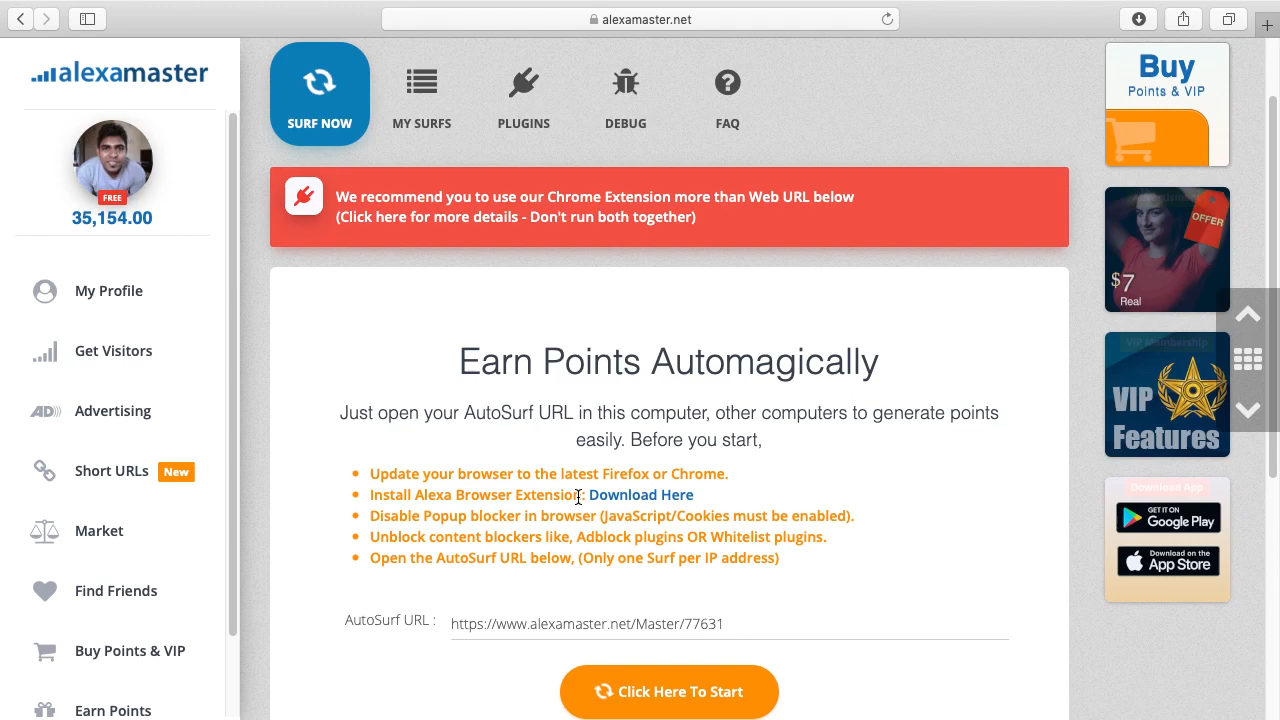 alexamaster.net
alexamaster
FREE
35,154.00
My Profile
Get Visitors
AD
Advertising
Short URLs New
Market
Find Friends
Buy Points & VIP
Earn Points
SURF NOW
MY SURFS
PLUGINS
DEBUG
FAQ
We recommend you to use our Chrome Extension more than Web URL below
(Click here for more details - Don't run both together)
Earn Points Automagically
Just open your AutoSurf URL in this computer, other computers to generate points
easily. Before you start,
Update your browser to the latest Firefox or Chrome.
Install Alexa Browser Extension: Download Here
Disable Popup blocker in browser (JavaScript/Cookies must be enabled).
Unblock content blockers like, Adblock plugins OR Whitelist plugins.
Open the AutoSurf URL below, (Only one Surf per IP address)
AutoSurf URL : https://www.alexamaster.net/Master/77631
Click Here To Start
Buy
Points & VIP
OFFER
$7
Real
VIP Membership
VIP
Features
Download App
GET IT ON
Google Play
Download on the
App Store